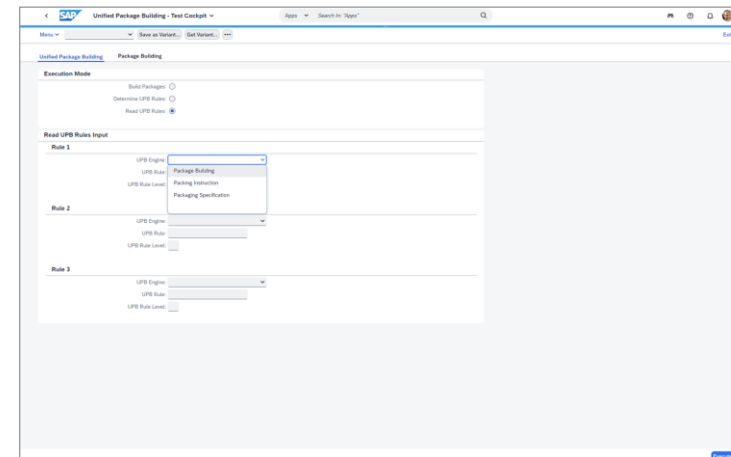 SAP Unified Package Building - Test Cockpit Apps Search In: "Apps"
Menu Save as Variant... Get Variant... ••• Exit
Unified Package Building Package Building
Execution Mode
Build Packages:
Determine UPB Rules:
Read UPB Rules:
Read UPB Rules Input
Rule 1
UPB Engine:
UPB Rule: Package Building
UPB Rule Level: Packing Instruction
Packaging Specification
Rule 2
UPB Engine:
UPB Rule:
UPB Rule Level:
Rule 3
UPB Engine:
UPB Rule:
UPB Rule Level: